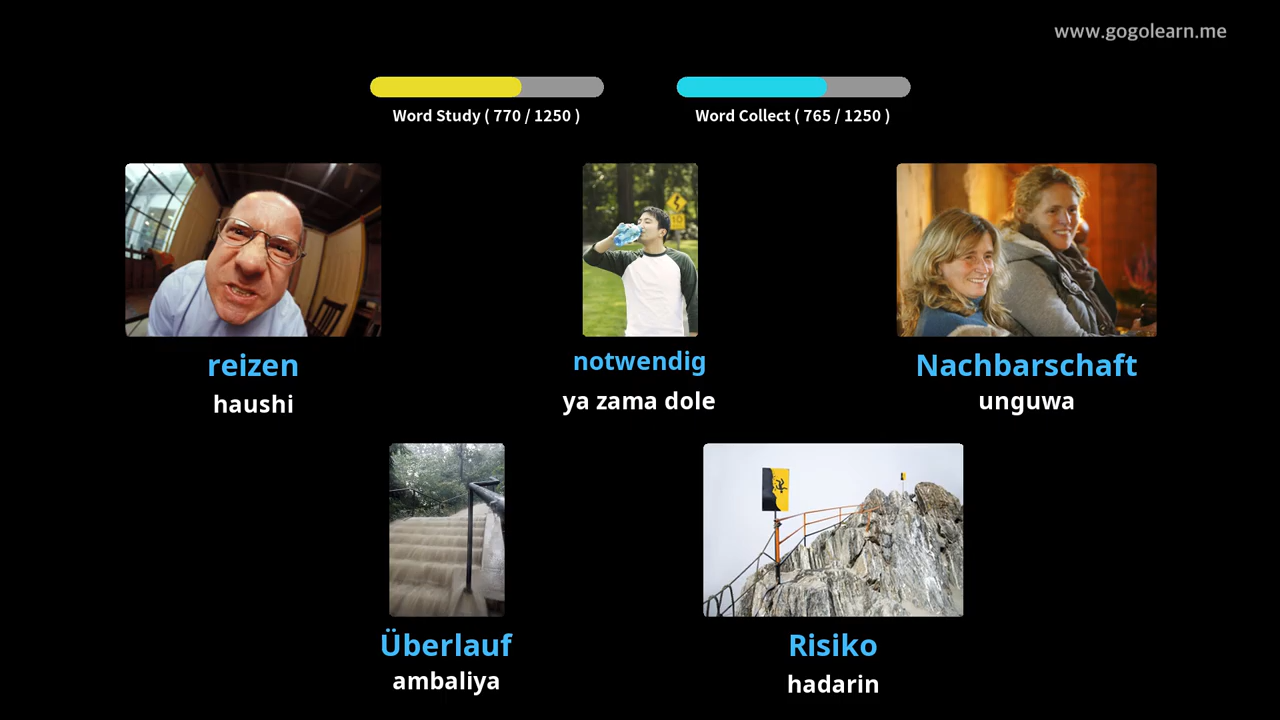 www.gogolearn.me
Word Study ( 770 / 1250 )
Word Collect ( 765 / 1250 )
reizen
haushi
notwendig
ya zama dole
Nachbarschaft
unguwa
Überlauf
ambaliya
Risiko
hadarin